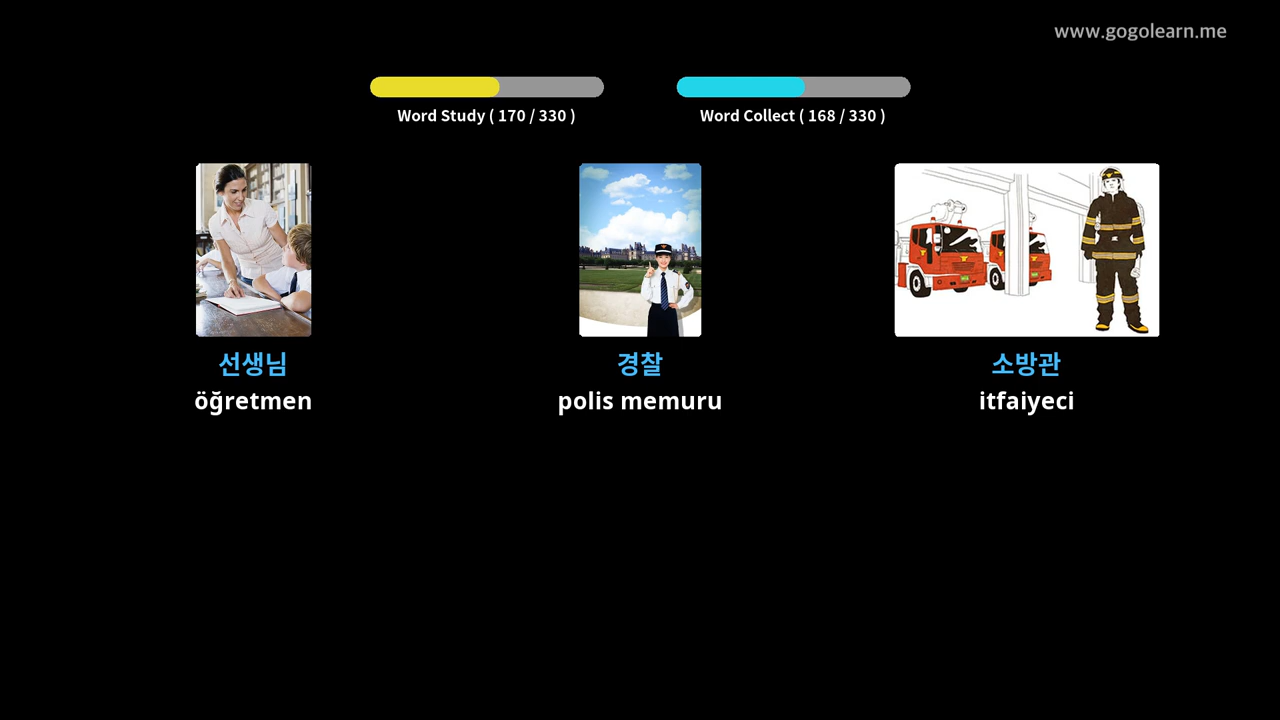 www.gogolearn.me
Word Study ( 170 / 330 )
Word Collect ( 168 / 330 )
선생님
경찰
소방관
öğretmen
polis memuru
itfaiyeci